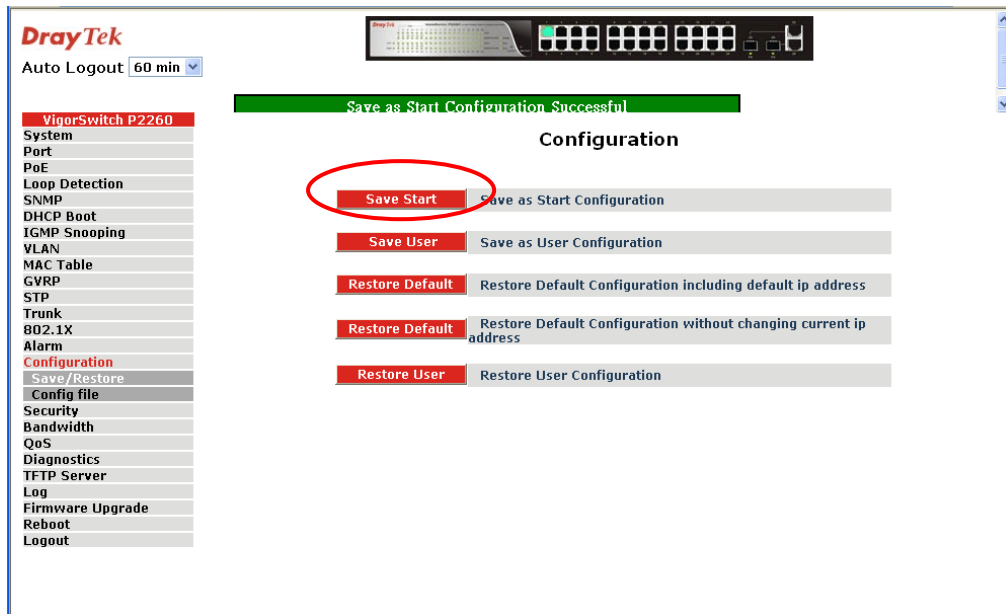 DrayTek
Auto Logout 60 min
Save as Start Configuration Successful
VigorSwitch P2260
System
Port
PoE
Loop Detection
SNMP
DHCP Boot
IGMP Snooping
VLAN
MAC Table
GVRP
STP
Trunk
802.1X
Alarm
Configuration
Save/Restore
Config file
Security
Bandwidth
QoS
Diagnostics
TFTP Server
Log
Firmware Upgrade
Reboot
Logout
Configuration
Save Start Save as Start Configuration
Save User Save as User Configuration
Restore Default Restore Default Configuration including default ip address
Restore Default Restore Default Configuration without changing current ip
address
Restore User Restore User Configuration